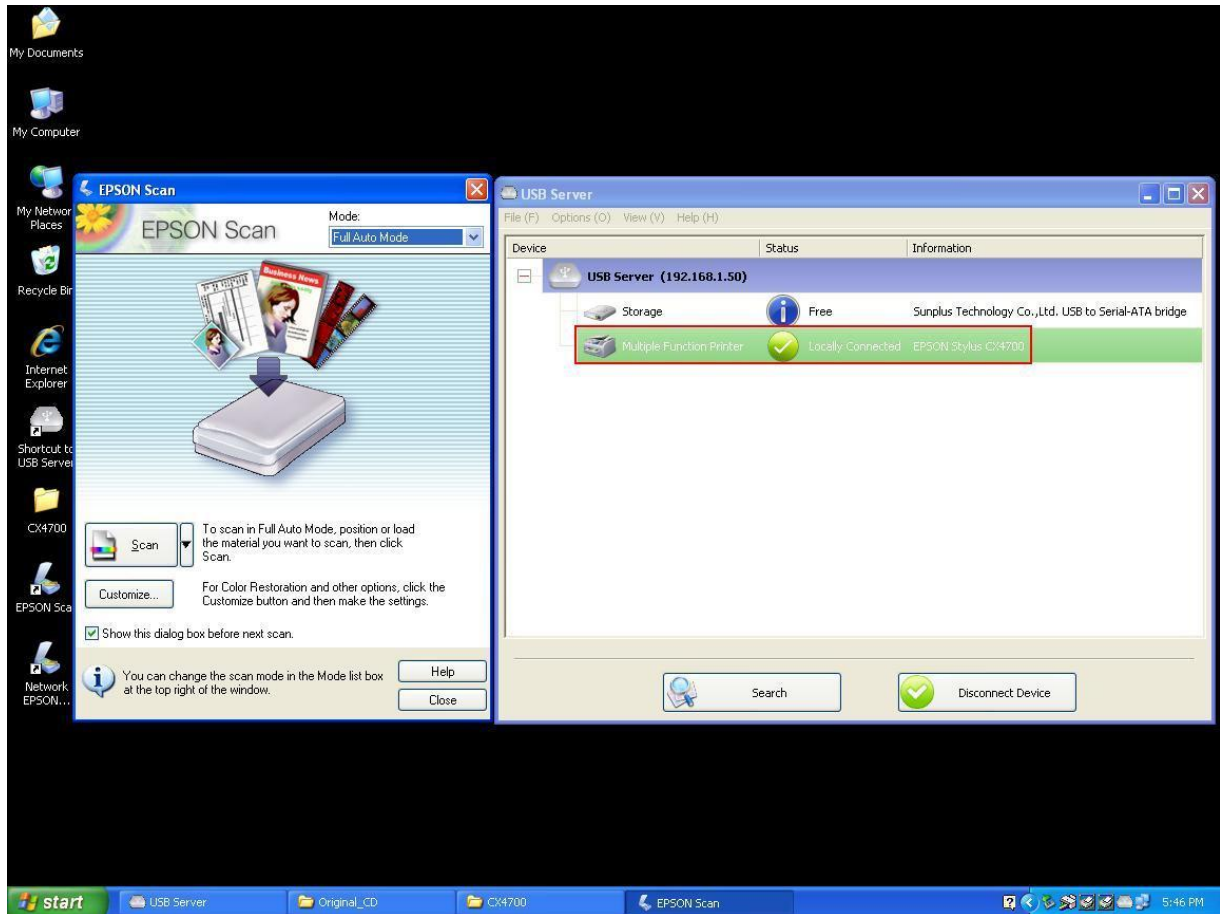 My Documents
My Computer
My Networ
Places
Recycle Bir
Internet
Explorer
Shortcut to
USB Server
CX4700
EPSON Sca
Network
EPSON...
EPSON Scan
EPSON Scan
Mode:
Full Auto Mode
Business News
Scan
To scan in Full Auto Mode, position or load
the material you want to scan, then click
Scan.
Customize...
For Color Restoration and other options, click the
Customize button and then make the settings.
Show this dialog box before next scan.
You can change the scan mode in the Mode list box
at the top right of the window.
Help
Close
USB Server
File (F) Options (O) View (V) Help (H)
Device Status Information
USB Server (192.168.1.50)
Storage Free Sunplus Technology Co.,Ltd. USB to Serial-ATA bridge
Multiple Function Printer Locally Connected EPSON Stylus CX4700
Search
Disconnect Device
start USB Server Original_CD CX4700 EPSON Scan 5:46 PM